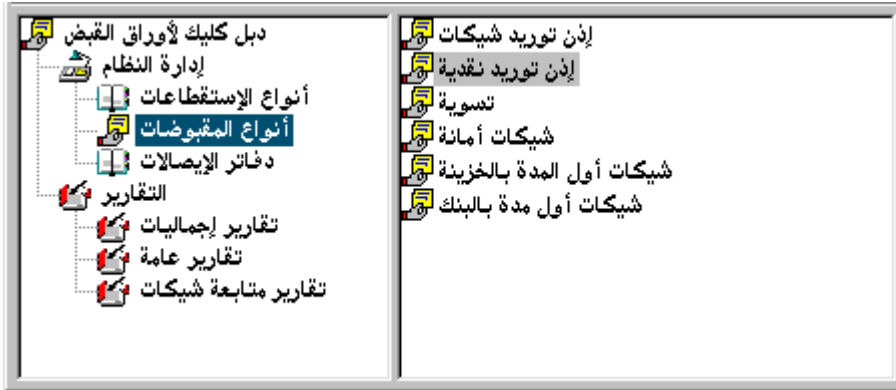 دبل كليك لأوراق القبض
إدارة النظام
أنواع الإستقطاعات
أنواع المقبوضات
دفاتر الإيصالات
التقارير
تقارير إجماليات
تقارير عامة
تقارير متابعة شيكات
إذن توريد شيكات
إذن توريد نقدية
تسوية
شيكات أمانة
شيكات أول المدة بالخزينة
شيكات أول مدة بالبنك